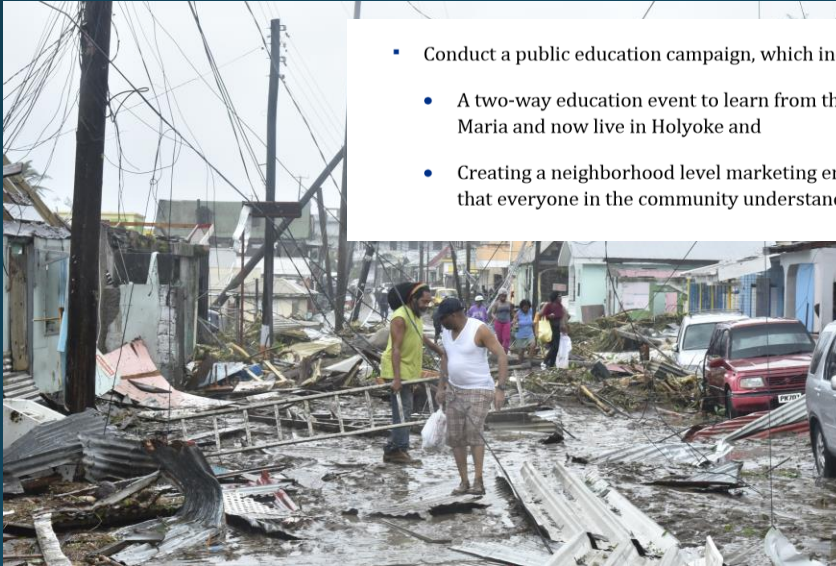 Conduct a public education campaign, which in
A two-way education event to learn from th
Maria and now live in Holyoke and
Creating a neighborhood level marketing e
that everyone in the community understan